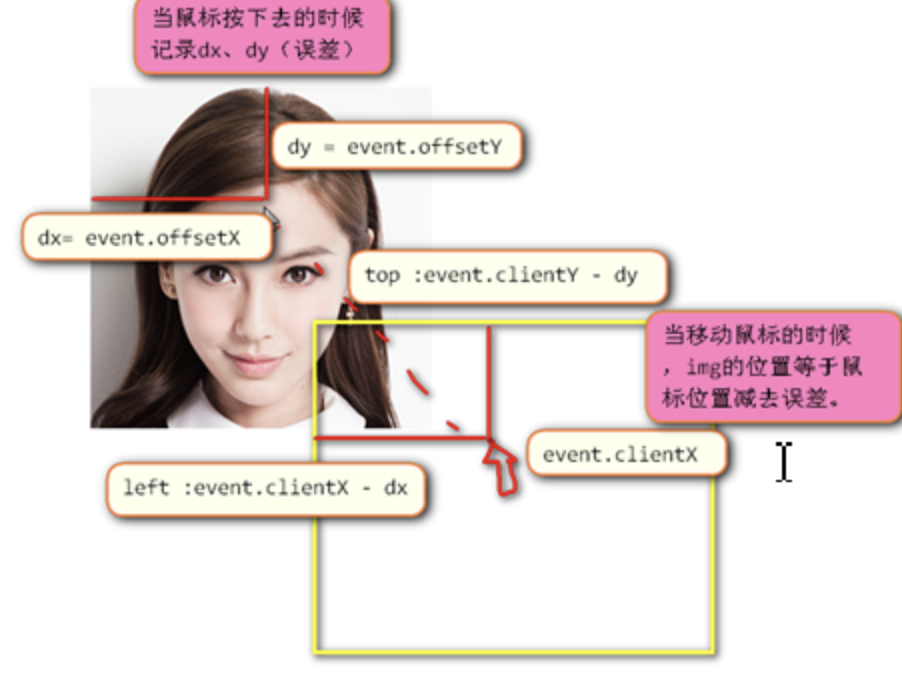 当鼠标按下去的时候
记录dx、dy（误差）
dy = event.offsetY
dx= event.offsetX
top :event.clientY - dy
当移动鼠标的时候
，img的位置等于鼠
标位置减去误差。
event.clientX
left :event.clientX - dx